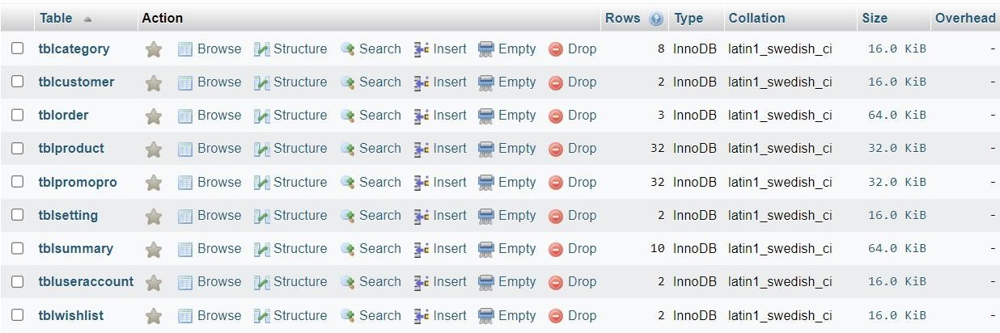 Table Action Rows Type Collation Size Overhead
tblcategory Browse Structure Search Insert Empty Drop 8 InnoDB latin1_swedish_ci 16.0 KiB -
tblcustomer Browse Structure Search Insert Empty Drop 2 InnoDB latin1_swedish_ci 16.0 KiB -
tblorder Browse Structure Search Insert Empty Drop 3 InnoDB latin1_swedish_ci 64.0 KiB -
tblproduct Browse Structure Search Insert Empty Drop 32 InnoDB latin1_swedish_ci 32.0 KiB -
tblpromopro Browse Structure Search Insert Empty Drop 32 InnoDB latin1_swedish_ci 32.0 KiB -
tblsetting Browse Structure Search Insert Empty Drop 2 InnoDB latin1_swedish_ci 16.0 KiB -
tblsummary Browse Structure Search Insert Empty Drop 10 InnoDB latin1_swedish_ci 64.0 KiB -
tbluseraccount Browse Structure Search Insert Empty Drop 2 InnoDB latin1_swedish_ci 16.0 KiB -
tblwishlist Browse Structure Search Insert Empty Drop 2 InnoDB latin1_swedish_ci 16.0 KiB -